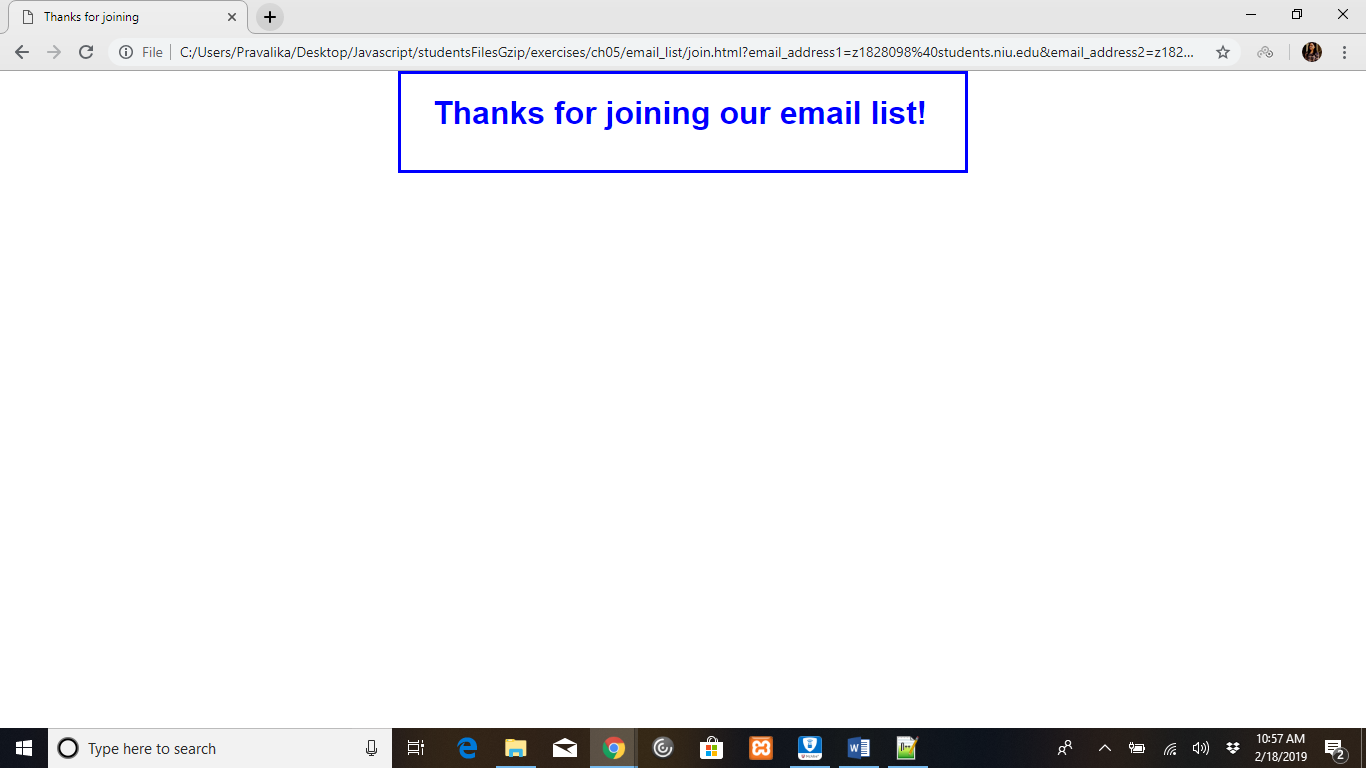 Thanks for joining
File
C:/Users/Pravalika/Desktop/Javascript/studentsFilesGzip/exercises/ch05/email_list/join.html?email_address1=z1828098%40students.niu.edu&email_address2=z182...
Thanks for joining our email list!
Type here to search
10:57 AM
2/18/2019
2